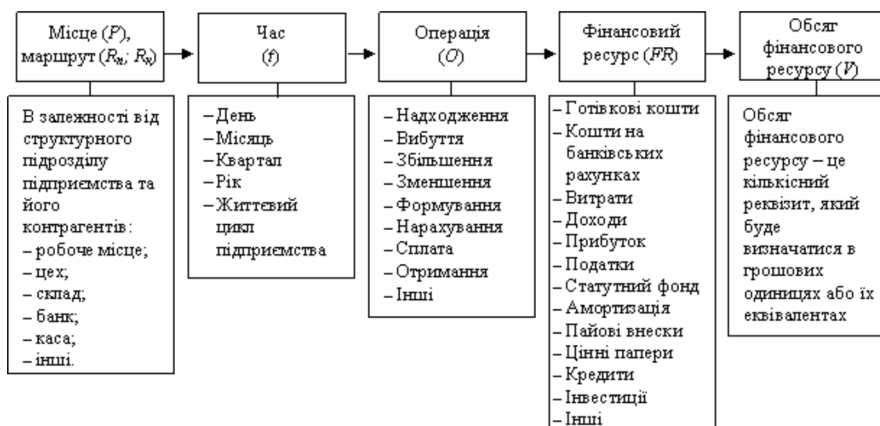 Місце (P),
маршрут (Rп; Rк)
В залежності від
структурного
підрозділу
підприємства та
його
контрагентів:
– робоче місце;
– цех;
– склад;
– банк;
– каса;
– інші.
Час
(t)
– День
– Місяць
– Квартал
– Рік
– Життєвий
цикл
підприємства
Операція
(O)
– Надходження
– Вибуття
– Збільшення
– Зменшення
– Формування
– Нарахування
– Сплата
– Отримання
– Інші
Фінансовий
ресурс (FR)
– Готівкові кошти
– Кошти на
банківських
рахунках
– Витрати
– Доходи
– Прибуток
– Податки
– Статутний фонд
– Амортизація
– Пайові внески
– Цінні папери
– Кредити
– Інвестиції
– Інші
Обсяг
фінансового
ресурсу (V)
Обсяг
фінансового
ресурсу – це
кількісний
реквізит, який
буде
визначатися в
грошових
одиницях або їх
еквівалентах